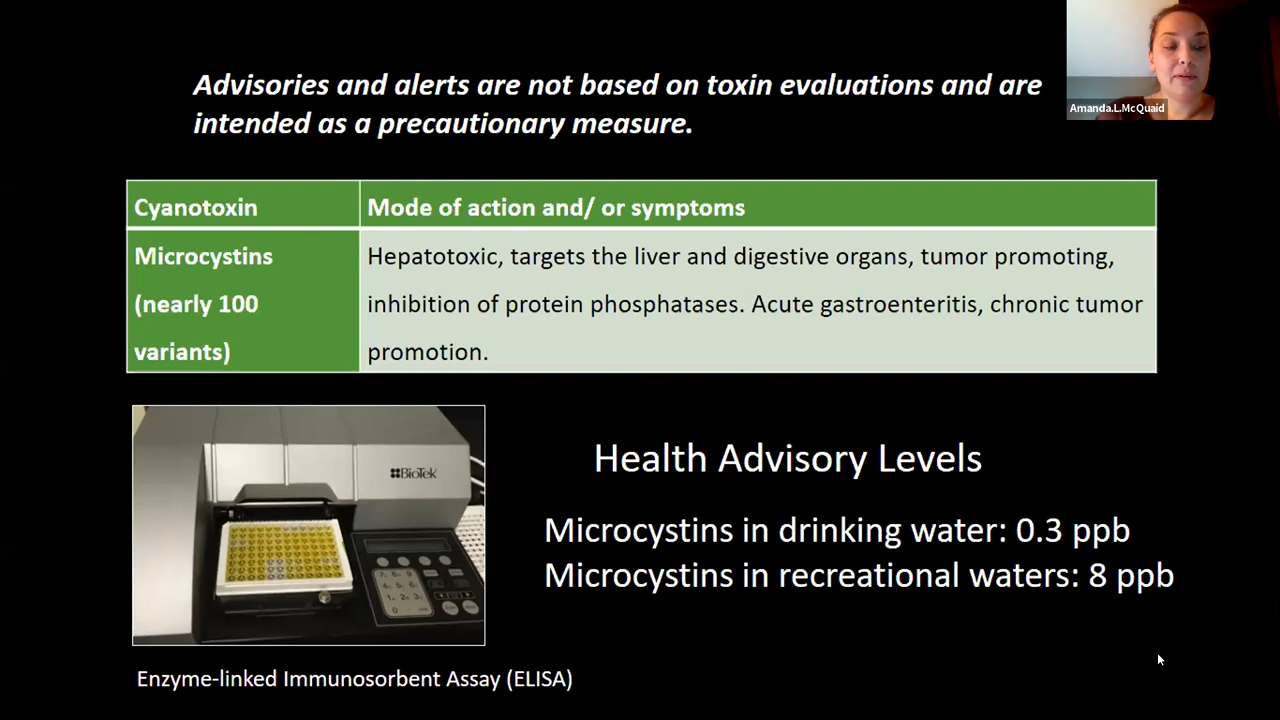 Advisories and alerts are not based on toxin evaluations and are
intended as a precautionary measure.
Amanda.L.McQuaid
Cyanotoxin
Mode of action and/ or symptoms
Microcystins
(nearly 100
variants)
Hepatotoxic, targets the liver and digestive organs, tumor promoting,
inhibition of protein phosphatases. Acute gastroenteritis, chronic tumor
promotion.
BioTek
Health Advisory Levels
Microcystins in drinking water: 0.3 ppb
Microcystins in recreational waters: 8 ppb
Enzyme-linked Immunosorbent Assay (ELISA)